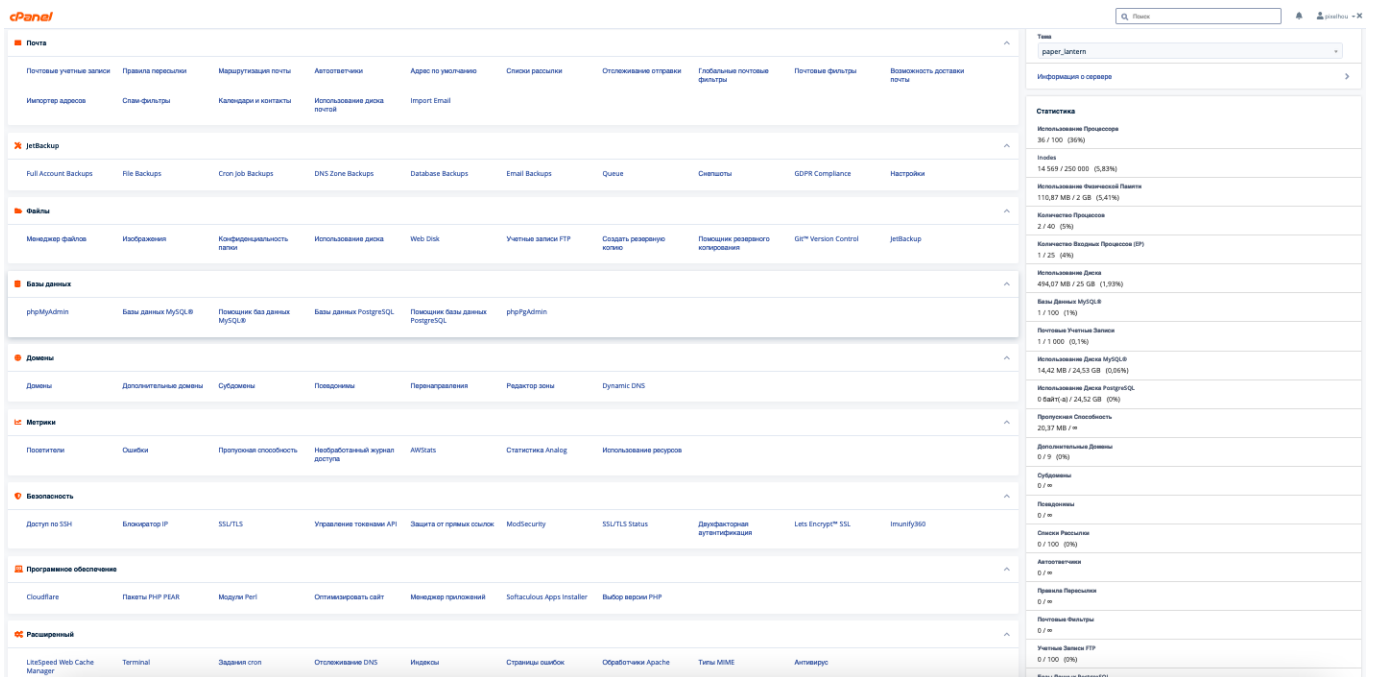 cPanel
Поиск
pixelhou
Почта
Почтовые учетные записи
Правила пересылки
Маршрутизация почты
Автоответчики
Адрес по умолчанию
Списки рассылки
Отслеживание отправки
Глобальные почтовые
фильтры
Почтовые фильтры
Возможность доставки
почты
Импортер адресов
Спам-фильтры
Календари и контакты
Использование диска
почтой
Import Email
JetBackup
Full Account Backups
File Backups
Cron Job Backups
DNS Zone Backups
Database Backups
Email Backups
Queue
Снепшоты
GDPR Compliance
Настройки
Файлы
Менеджер файлов
Изображения
Конфиденциальность
папки
Использование диска
Web Disk
Учетные записи FTP
Создать резервную
копию
Помощник резервного
копирования
Git™ Version Control
JetBackup
Базы данных
phpMyAdmin
Базы данных MySQL®
Помощник баз данных
MySQL®
Базы данных PostgreSQL
Помощник базы данных
PostgreSQL
phpPgAdmin
Домены
Домены
Дополнительные домены
Субдомены
Псевдонимы
Перенаправления
Редактор зоны
Dynamic DNS
Метрики
Посетители
Ошибки
Пропускная способность
Необработанный журнал
доступа
AWStats
Статистика Analog
Использование ресурсов
Безопасность
Доступ по SSH
Блокиратор IP
SSL/TLS
Управление токенами API
Защита от прямых ссылок
ModSecurity
SSL/TLS Status
Двухфакторная
аутентификация
Lets Encrypt™ SSL
Imunify360
Программное обеспечение
Cloudflare
Пакеты PHP PEAR
Модули Perl
Оптимизировать сайт
Менеджер приложений
Softaculous Apps Installer
Выбор версии PHP
Расширенный
LiteSpeed Web Cache
Manager
Terminal
Задания cron
Отслеживание DNS
Индексы
Страницы ошибок
Обработчики Apache
Типы MIME
Антивирус
Тема
paper_lantern
Информация о сервере
Статистика
Использование Процессора
36 / 100 (36%)
Inodes
14 569 / 250 000 (5,83%)
Использование Физической Памяти
110,87 MB / 2 GB (5,41%)
Количество Процессов
2 / 40 (5%)
Количество Входных Процессов (EP)
1 / 25 (4%)
Использование Диска
494,07 MB / 25 GB (1,93%)
Базы Данных MySQL®
1 / 100 (1%)
Почтовые Учетные Записи
1 / 1 000 (0,1%)
Использование Диска MySQL®
14,42 MB / 24,53 GB (0,06%)
Использование Диска PostgreSQL
0 байт(-а) / 24,52 GB (0%)
Пропускная Способность
20,37 MB / ∞
Дополнительные Домены
0 / 9 (0%)
Субдомены
0 / ∞
Псевдонимы
0 / ∞
Списки Рассылки
0 / 100 (0%)
Автоответчики
0 / ∞
Правила Пересылки
0 / ∞
Почтовые Фильтры
0 / ∞
Учетные Записи FTP
0 / 100 (0%)
Базы Данных PostgreSQL